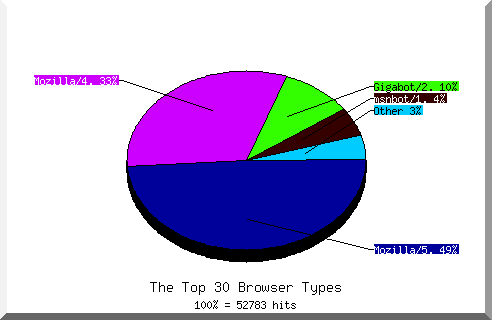 Mozilla/4. 33%
Gigabot/2. 10%
msnbot/1. 4%
Other 3%
Mozilla/5. 49%
The Top 30 Browser Types
100% = 52783 hits